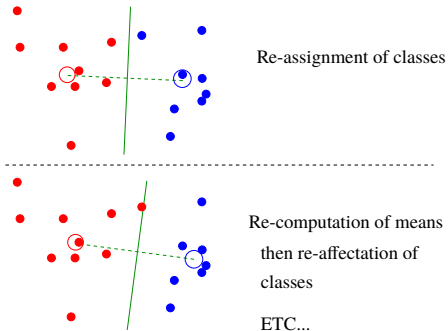 Re-assignment of classes
Re-computation of means
then re-affectation of
classes
ETC...